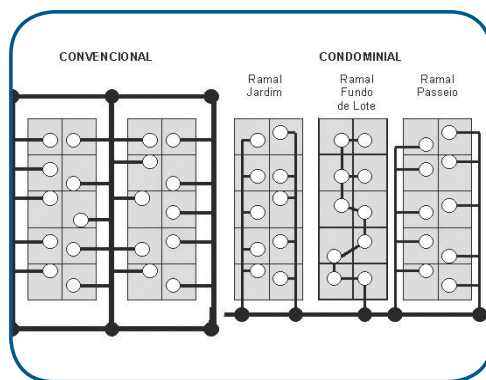 CONVENCIONAL
CONDOMINIAL
Ramal
Jardim
Ramal
Fundo
de Lote
Ramal
Passeio